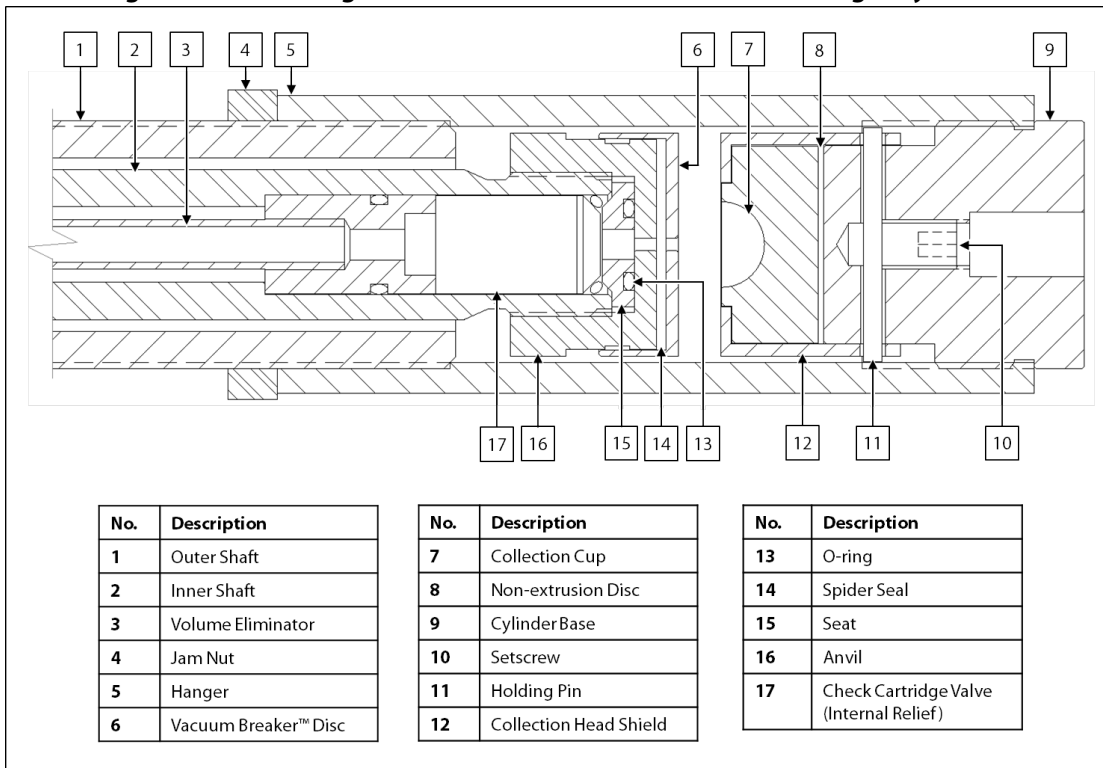 1
2
3
4
5
6
7
8
9
17
16
15
14
13
12
11
10
No.
Description
1
Outer Shaft
2
Inner Shaft
3
Volume Eliminator
4
Jam Nut
5
Hanger
6
Vacuum Breaker™ Disc
No.
Description
7
Collection Cup
8
Non-extrusion Disc
9
Cylinder Base
10
Setscrew
11
Holding Pin
12
Collection Head Shield
No.
Description
13
O-ring
14
Spider Seal
15
Seat
16
Anvil
17
Check Cartridge Valve
(Internal Relief)